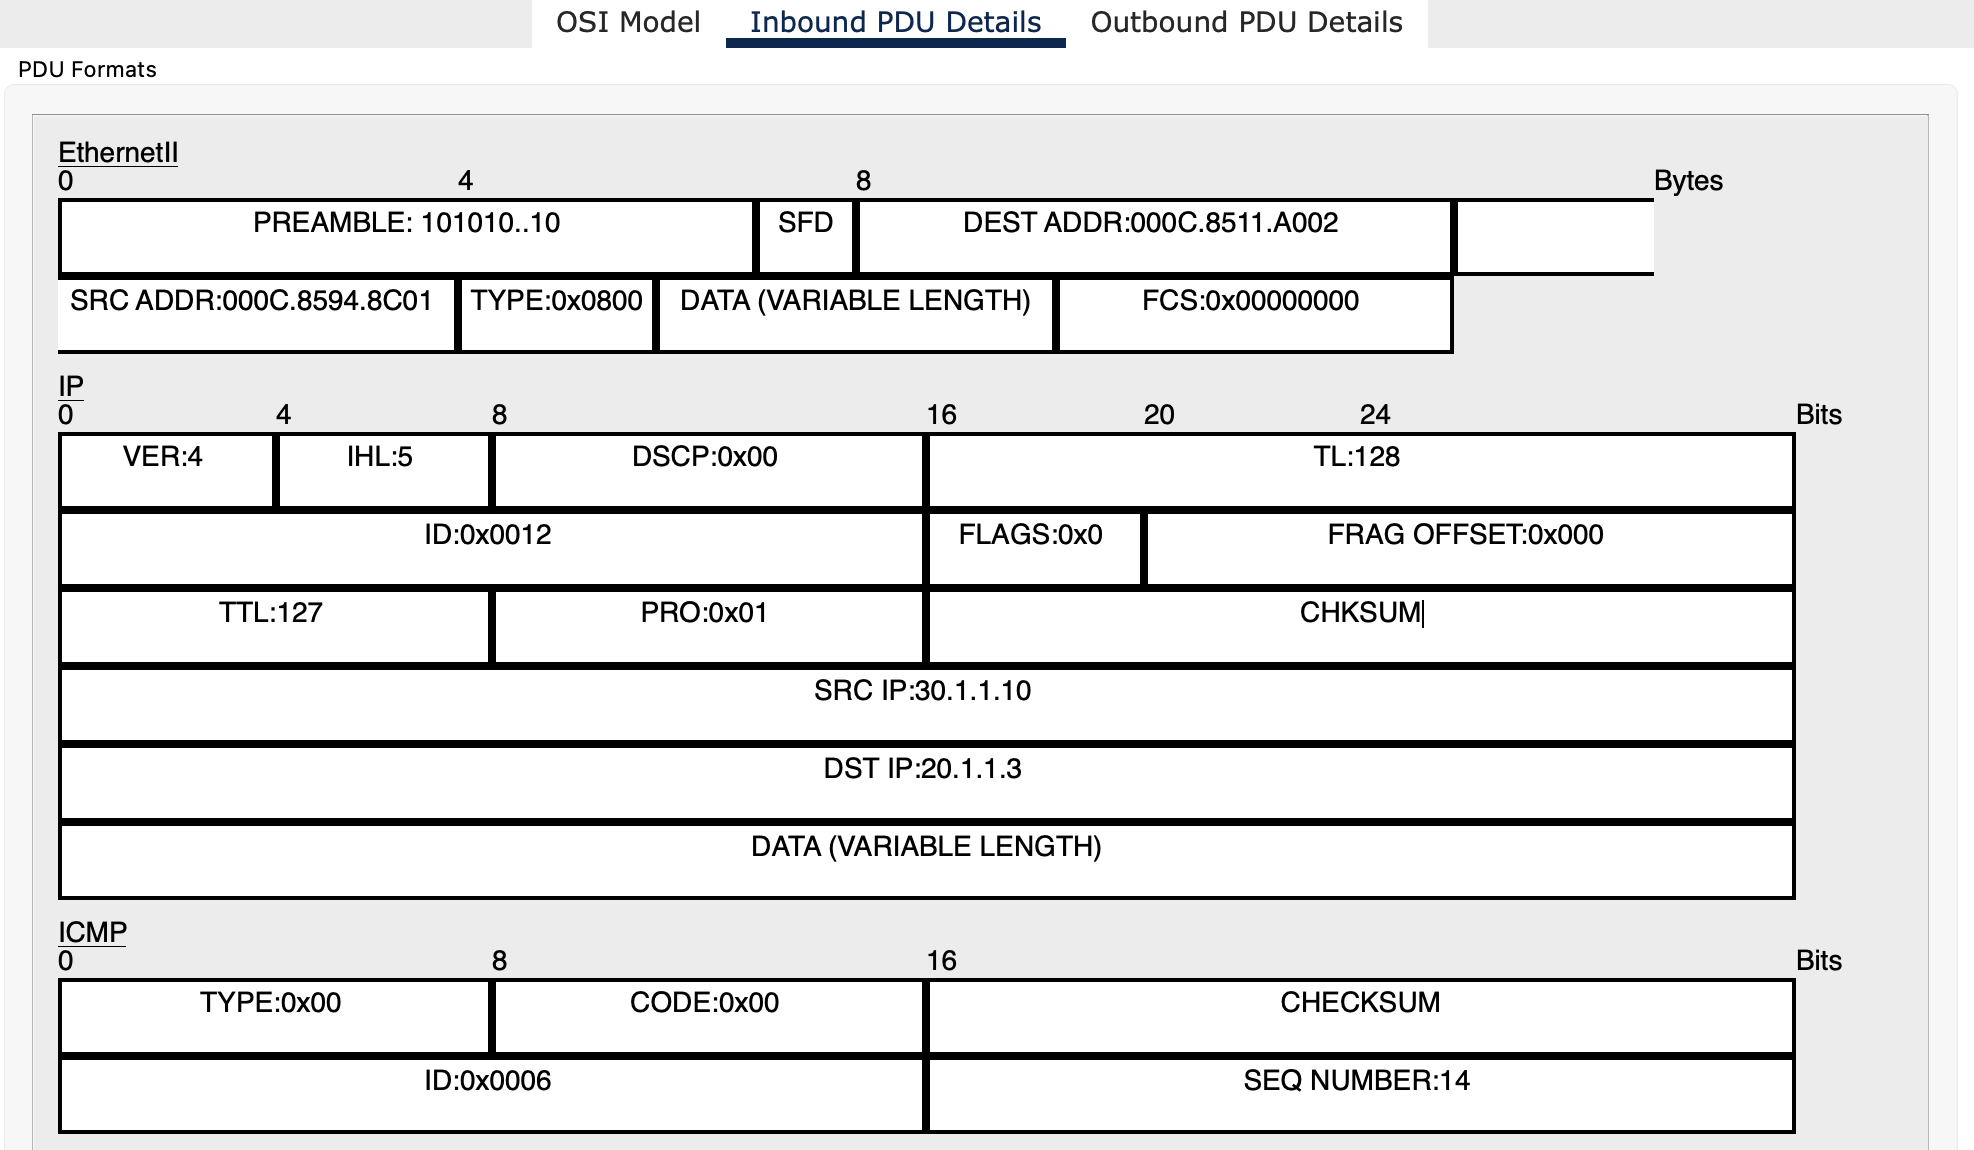 OSI Model Inbound PDU Details Outbound PDU Details
PDU Formats
EthernetII
0 4 8 Bytes
PREAMBLE: 101010..10 SFD DEST ADDR:000C.8511.A002
SRC ADDR:000C.8594.8C01 TYPE:0x0800 DATA (VARIABLE LENGTH) FCS:0x00000000
IP
0 4 8 16 20 24 Bits
VER:4 IHL:5 DSCP:0x00 TL:128
ID:0x0012 FLAGS:0x0 FRAG OFFSET:0x000
TTL:127 PRO:0x01 CHKSUM
SRC IP:30.1.1.10
DST IP:20.1.1.3
DATA (VARIABLE LENGTH)
ICMP
0 8 16 Bits
TYPE:0x00 CODE:0x00 CHECKSUM
ID:0x0006 SEQ NUMBER:14